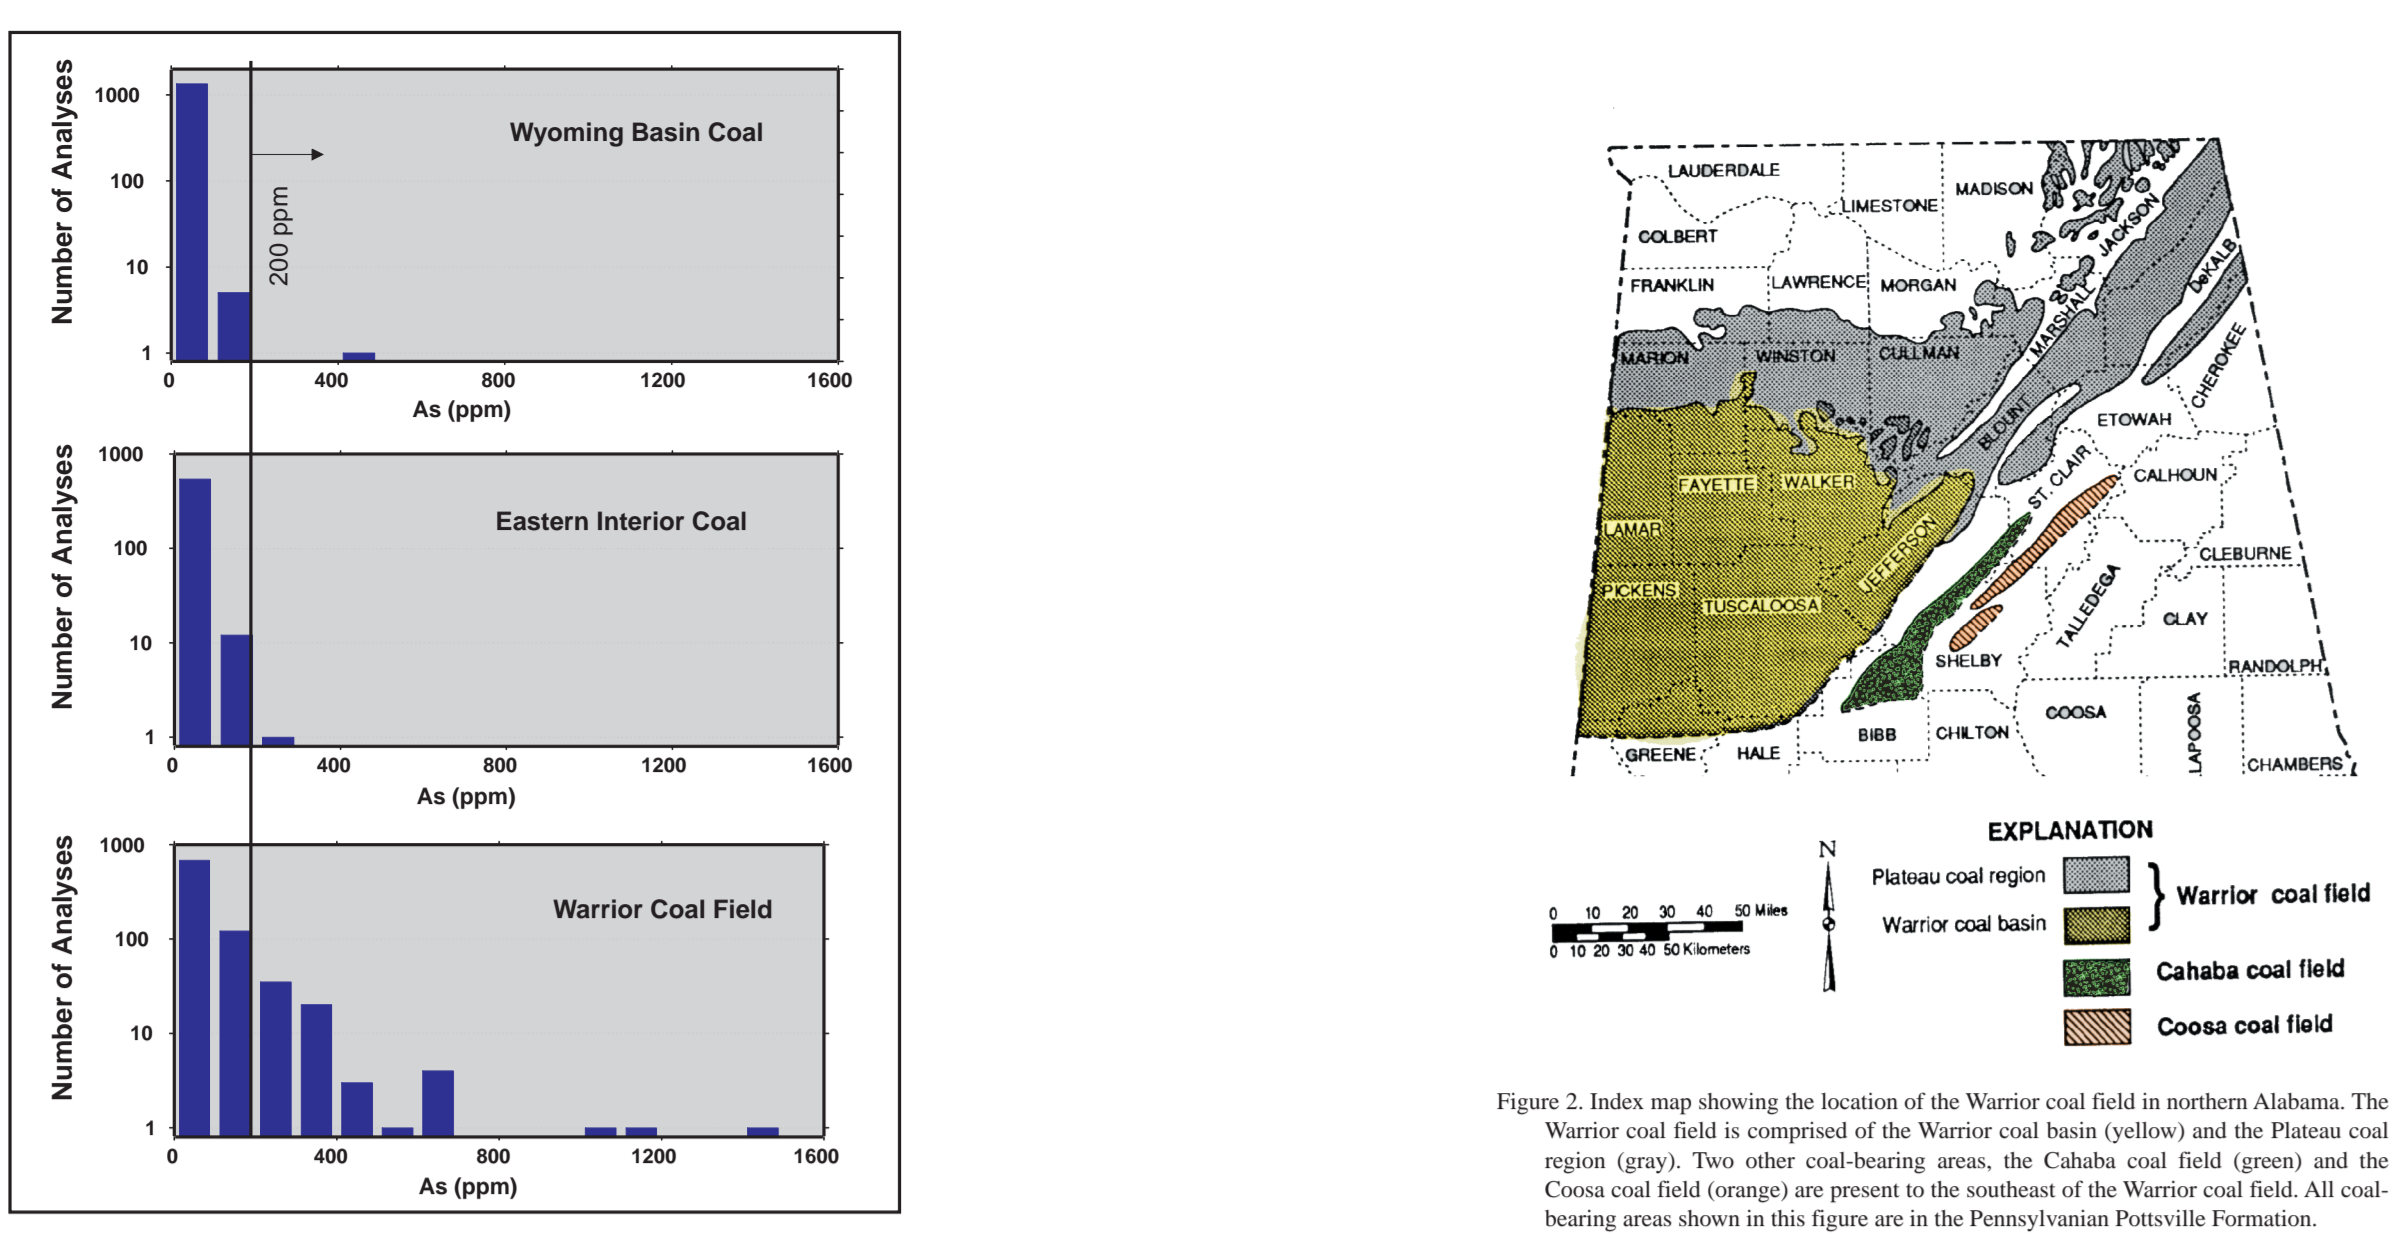 Number of Analyses
1000
100
10
1
Wyoming Basin Coal
200 ppm
0 400 800 1200 1600
As (ppm)
Number of Analyses
1000
100
10
1
Eastern Interior Coal
0 400 800 1200 1600
As (ppm)
Number of Analyses
1000
100
10
1
Warrior Coal Field
0 400 800 1200 1600
As (ppm)
LAUDERDALE
MADISON
LIMESTONE
JACKSON
COLBERT
DeKALB
FRANKLIN
LAWRENCE
MORGAN
MARSHALL
MARION
WINSTON
CULLMAN
CHEROKEE
BLOUNT
ETOWAH
FAYETTE
WALKER
ST. CLAIR
CALHOUN
LAMAR
JEFFERSON
CLEBURNE
PICKENS
TUSCALOOSA
TALLEDEGA
CLAY
SHELBY
RANDOLPH
COOSA
LAPOOSA
BIBB
CHILTON
GREENE
HALE
CHAMBERS
EXPLANATION
N
Plateau coal region
Warrior coal basin
Warrior coal field
Cahaba coal field
Coosa coal field
0 10 20 30 40 50 Miles
0 10 20 30 40 50 Kilometers
Figure 2. Index map showing the location of the Warrior coal field in northern Alabama. The
Warrior coal field is comprised of the Warrior coal basin (yellow) and the Plateau coal
region (gray). Two other coal-bearing areas, the Cahaba coal field (green) and the
Coosa coal field (orange) are present to the southeast of the Warrior coal field. All coal-
bearing areas shown in this figure are in the Pennsylvanian Pottsville Formation.